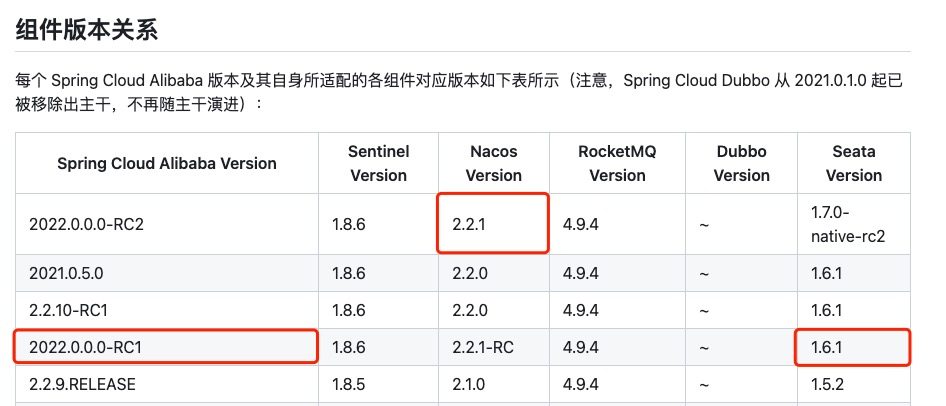 组件版本关系
每个 Spring Cloud Alibaba 版本及其自身所适配的各组件对应版本如下表所示（注意，Spring Cloud Dubbo 从 2021.0.1.0 起已
被移除出主干，不再随主干演进）：
Spring Cloud Alibaba Version Sentinel Version Nacos Version RocketMQ Version Dubbo Version Seata Version
2022.0.0.0-RC2 1.8.6 2.2.1 4.9.4 ~ 1.7.0-native-rc2
2021.0.5.0 1.8.6 2.2.0 4.9.4 ~ 1.6.1
2.2.10-RC1 1.8.6 2.2.0 4.9.4 ~ 1.6.1
2022.0.0.0-RC1 1.8.6 2.2.1-RC 4.9.4 ~ 1.6.1
2.2.9.RELEASE 1.8.5 2.1.0 4.9.4 ~ 1.5.2